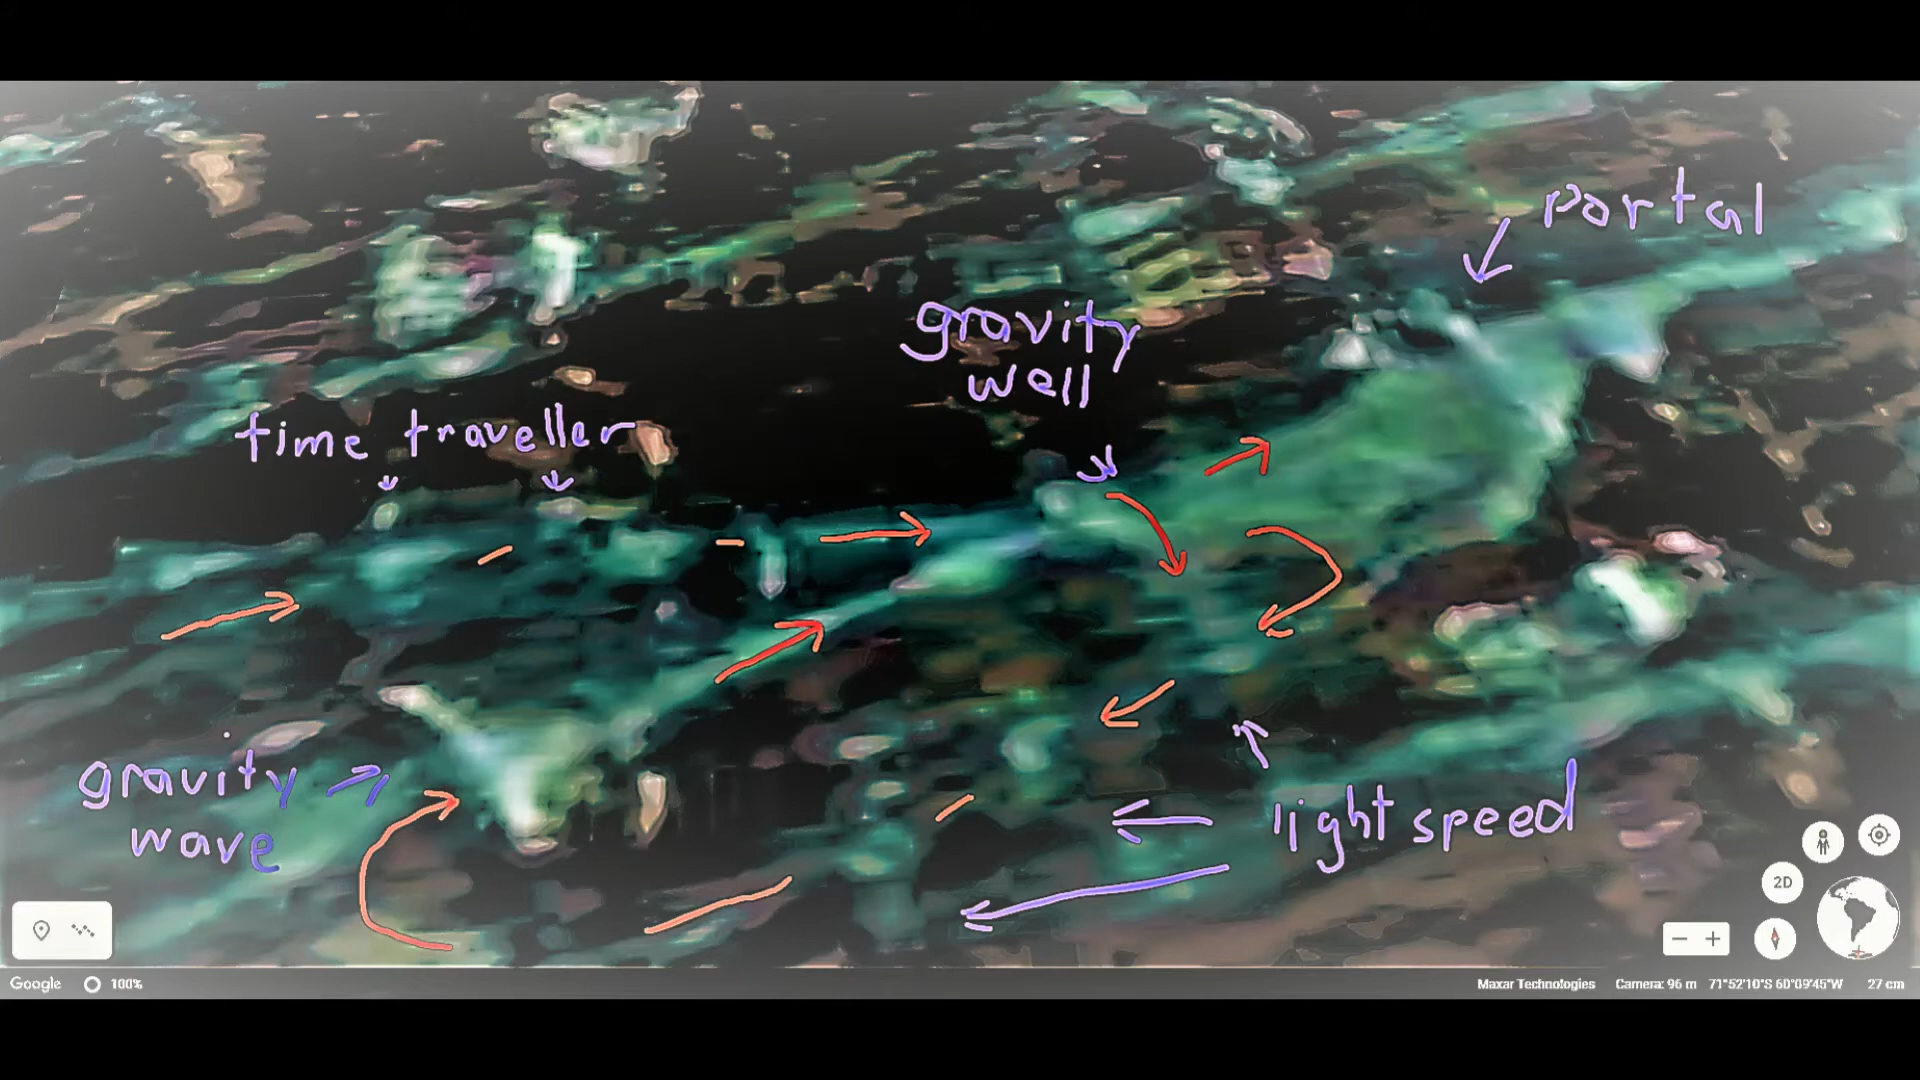 portal
gravity
well
time traveller
gravity
wave
light speed
2D
Google 100% Maxar Technologies Camera: 96 m 71°52'10"S 60°09'45"W 27 cm